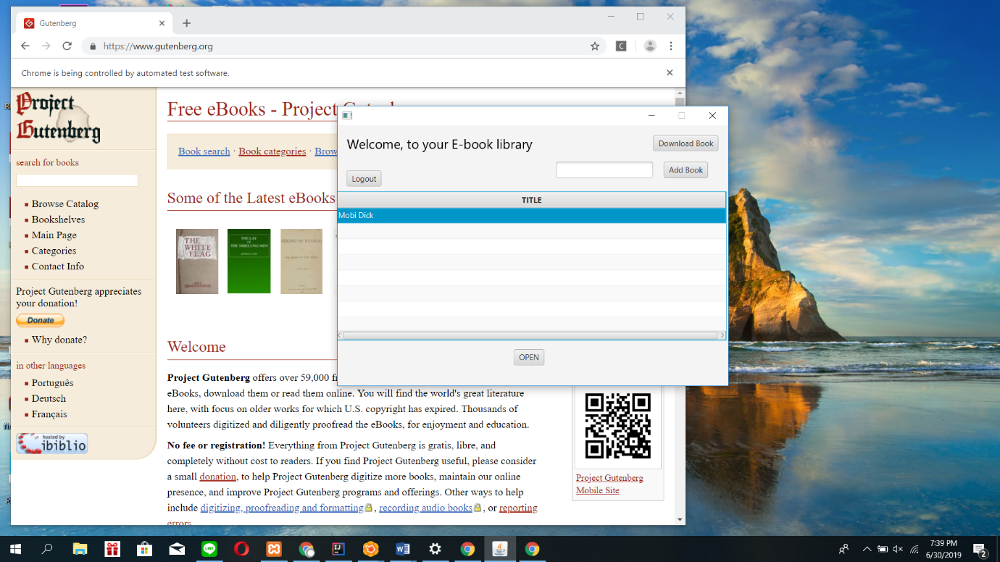 Gutenberg
https://www.gutenberg.org
Chrome is being controlled by automated test software.
Project
Gutenberg
search for books
Browse Catalog
Bookshelves
Main Page
Categories
Contact Info
Project Gutenberg appreciates
your donation!
Donate
Why donate?
in other languages
Português
Deutsch
Français
hosted by
ibiblio
Free eBooks - Project
Book search · Book categories ·
Some of the Latest eBooks
THE
WHITE
FLAG
THE LAY
OF
THE NIBELUNG MEN
Welcome
Project Gutenberg offers over 59,000
eBooks, download them or read them online. You will find the world's great literature
here, with focus on older works for which U.S. copyright has expired. Thousands of
volunteers digitized and diligently proofread the eBooks, for enjoyment and education.
No fee or registration! Everything from Project Gutenberg is gratis, libre, and
completely without cost to readers. If you find Project Gutenberg useful, please consider
a small donation, to help Project Gutenberg digitize more books, maintain our online
presence, and improve Project Gutenberg programs and offerings. Other ways to help
include digitizing, proofreading and formatting, recording audio books, or reporting
errors
Project Gutenberg
Mobile Site
Welcome, to your E-book library
Download Book
Add Book
Logout
TITLE
Mobi Dick
OPEN
7:39 PM
6/30/2019
2